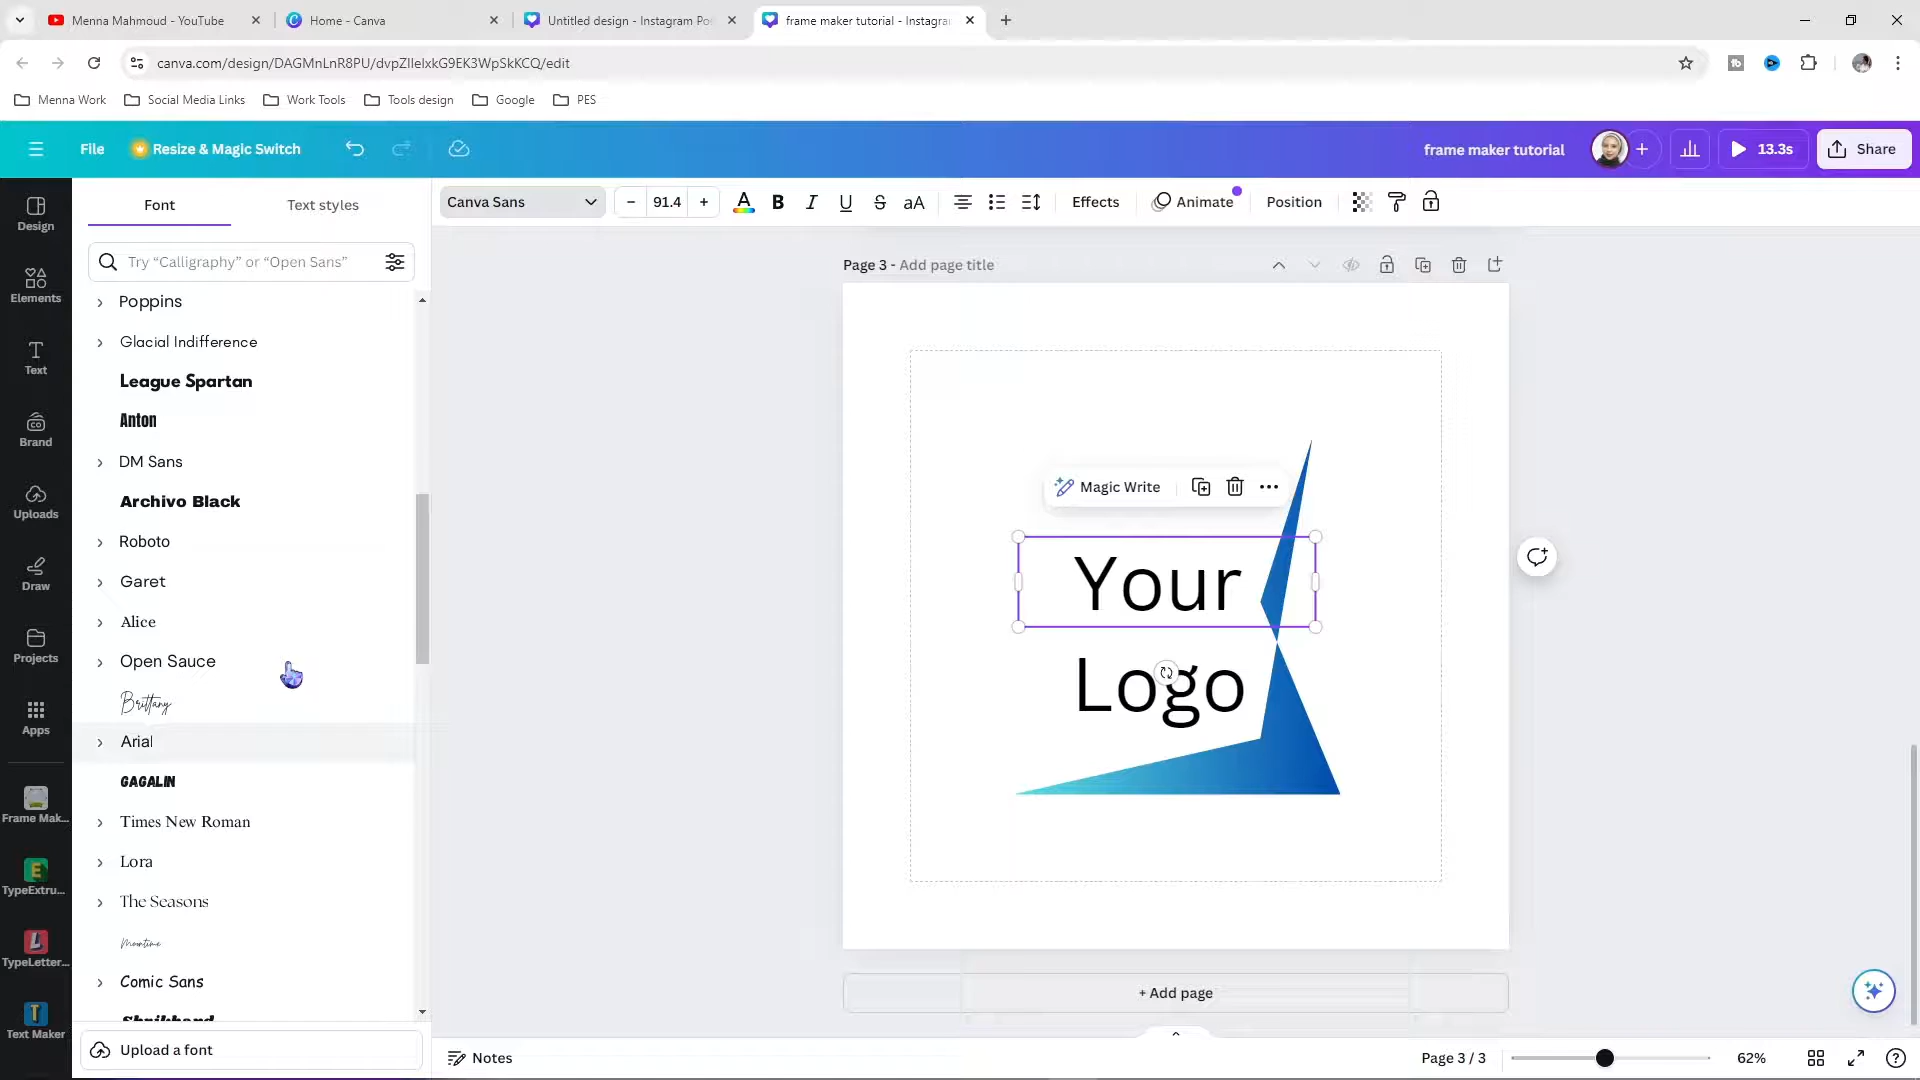 Menna Mahmoud - YouTube
Home - Canva
Untitled design - Instagram Po
frame maker tutorial - Instagra
canva.com/design/DAGMnLnR8PU/dvpZIlelxkG9EK3WpSkKCQ/edit
Menna Work
Social Media Links
Work Tools
Tools design
Google
PES
File
Resize & Magic Switch
frame maker tutorial
13.3s
Share
Design
Elements
Text
Brand
Uploads
Draw
Projects
Apps
Frame Mak...
TypeExtru...
TypeLetter...
Text Maker
Font
Text styles
Try “Calligraphy” or “Open Sans”
Poppins
Glacial Indifference
League Spartan
Anton
DM Sans
Archivo Black
Roboto
Garet
Alice
Open Sauce
Brittany
Arial
GAGALIN
Times New Roman
Lora
The Seasons
Moontime
Comic Sans
Shrikhand
Upload a font
Canva Sans
91.4
aA
Effects
Animate
Position
Page 3 - Add page title
Magic Write
Your
Logo
+ Add page
Notes
Page 3 / 3
62%